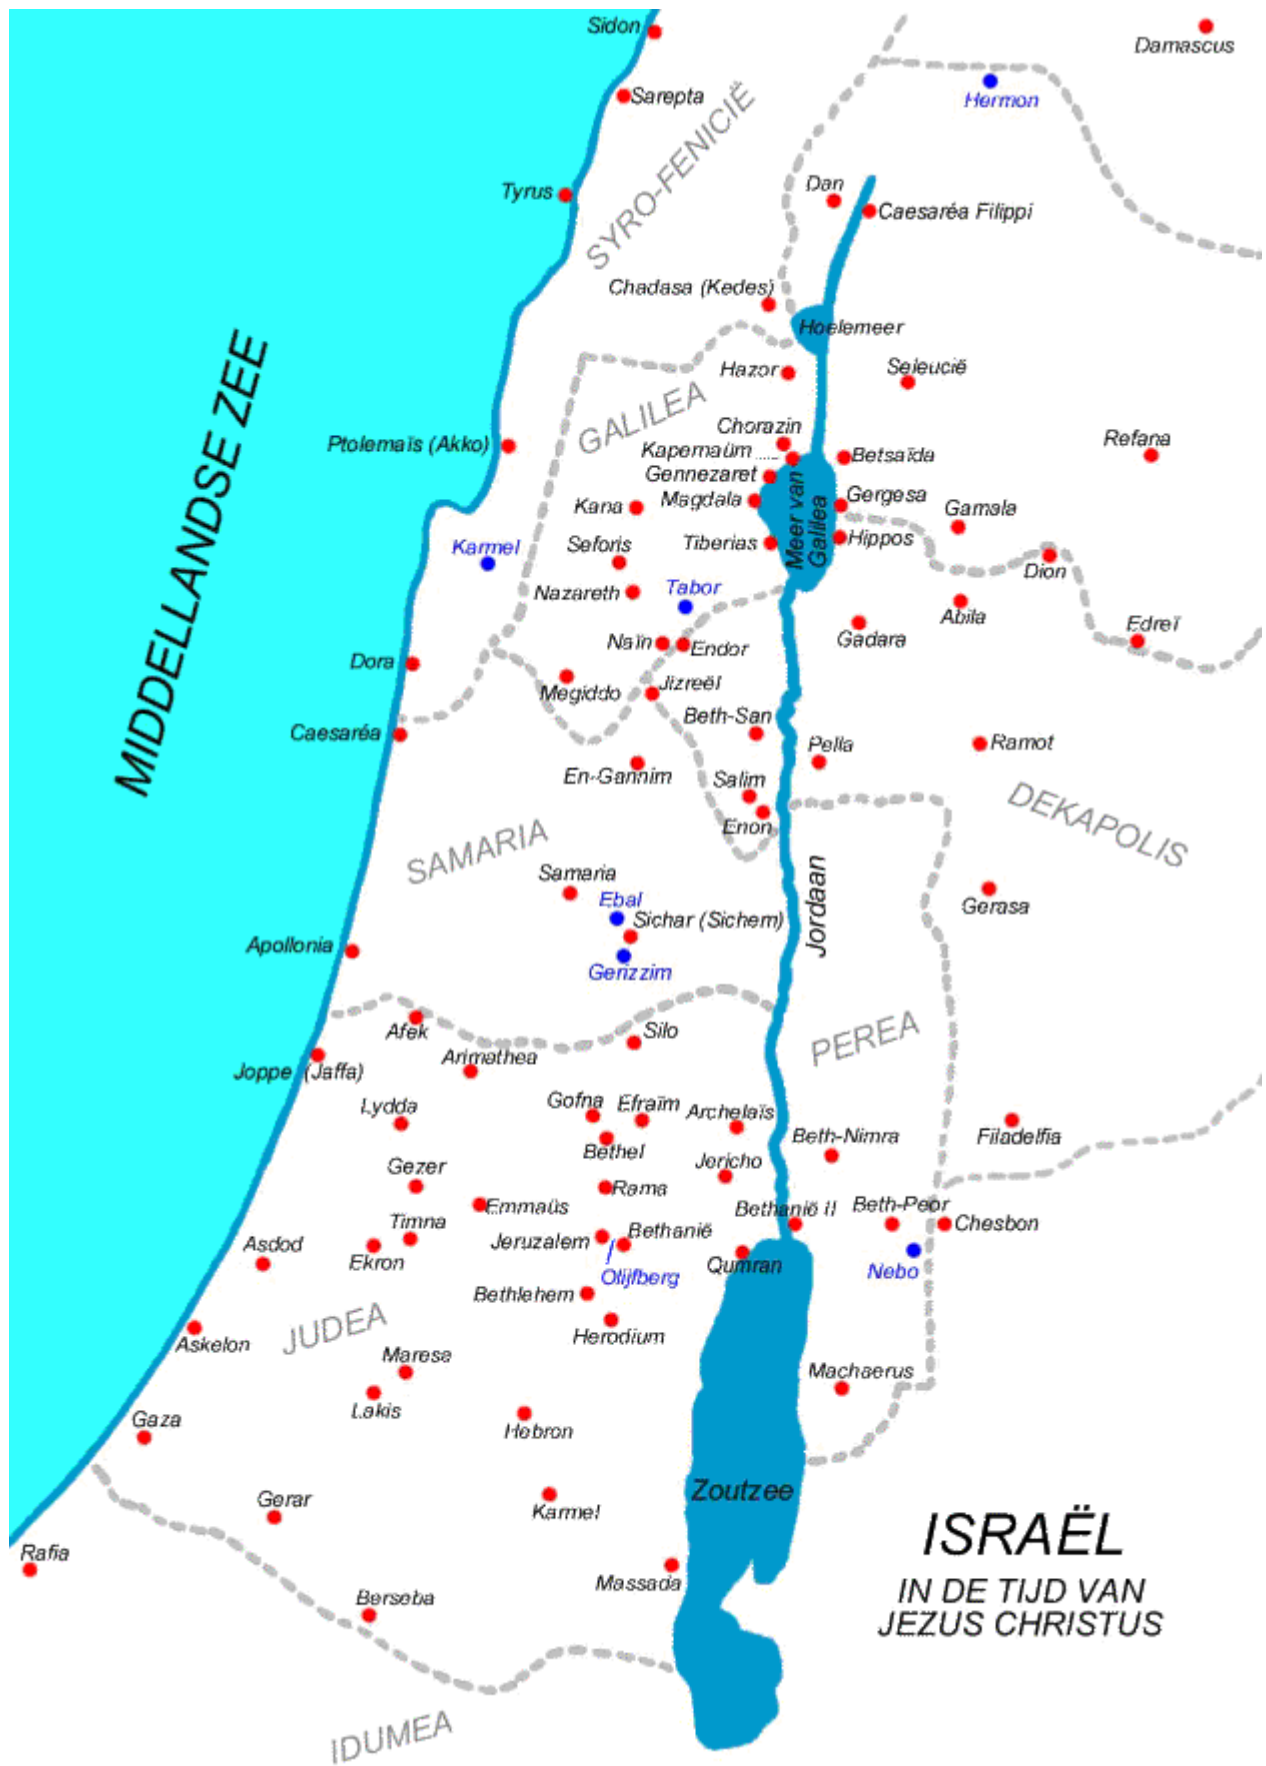 Sidon
Damascus
Hermon
Sarepta
SYRO-FENICIË
Dan
Tyrus
Caesaréa Filippi
Chadasa (Kedes)
Hoelemeer
MIDDELLANDSE ZEE
Hazor
Seleucië
GALILEA
Chorazin
Ptolemaïs (Akko)
Kapernaüm
Betsaïda
Refana
Gennezaret
Magdala
Gergesa
Kana
Gamala
Meer van
Galilea
Karmel
Seforis
Tiberias
Hippos
Dion
Nazareth
Tabor
Abila
Gadara
Edreï
Naïn
Endor
Dora
Megiddo
Jizreël
Beth-San
Caesaréa
Pella
Ramot
En-Gannim
Salim
Enon
DEKAPOLIS
SAMARIA
Samaria
Jordaan
Ebal
Sichar (Sichem)
Gerasa
Apollonia
Gerizzim
Afek
Silo
PEREA
Arimathea
Joppe (Jaffa)
Lydda
Gofna
Efraïm
Archelaïs
Beth-Nimra
Filadelfia
Bethel
Gezer
Jericho
Rama
Emmaüs
Bethanië II
Beth-Peor
Chesbon
Timna
Jeruzalem
Bethanië
Asdod
Ekron
Olijfberg
Qumran
Nebo
Bethlehem
JUDEA
Herodium
Askelon
Maresa
Machaerus
Lakis
Gaza
Hebron
Zoutzee
Gerar
Karmel
ISRAËL
IN DE TIJD VAN
JEZUS CHRISTUS
Rafia
Massada
Berseba
IDUMEA